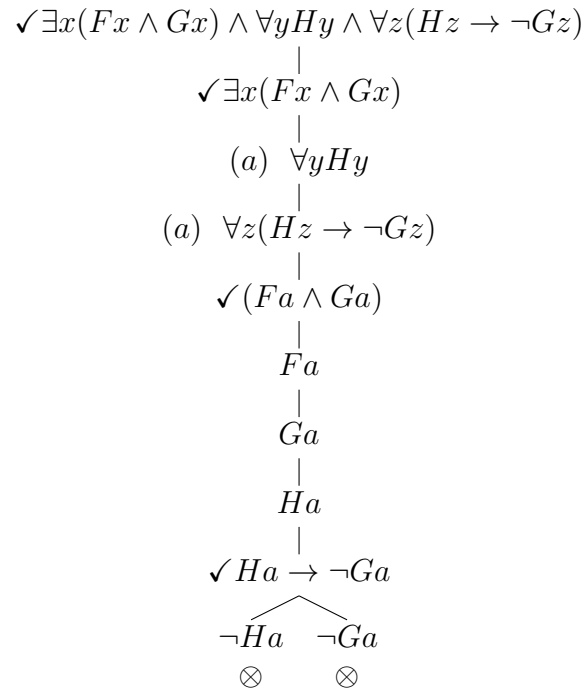 ✓∃x(Fx ∧ Gx) ∧ ∀yHy ∧ ∀z(Hz → ¬Gz)
✓∃x(Fx ∧ Gx)
(a) ∀yHy
(a) ∀z(Hz → ¬Gz)
✓(Fa ∧ Ga)
Fa
Ga
Ha
✓Ha → ¬Ga
¬Ha ¬Ga
⊗ ⊗